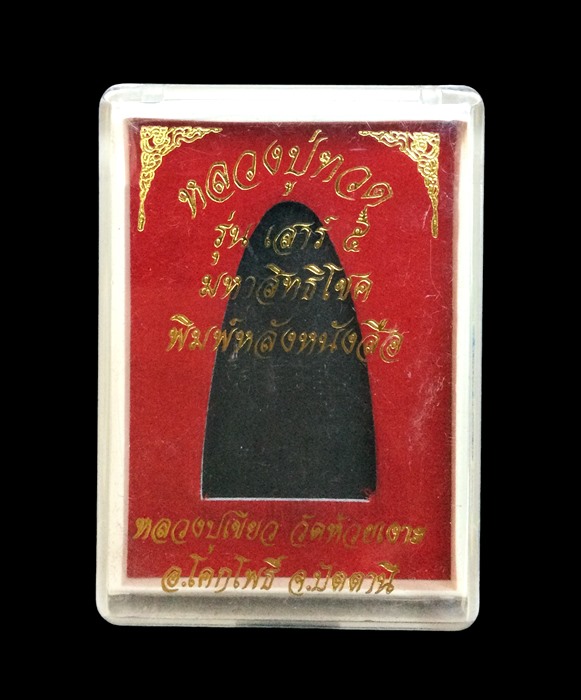 หลวงปู่ทวด
รุ่น เสาร์ ๕
มหาสิทธิโชค
พิมพ์หลังหนังสือ
หลวงปู่เขียว วัดห้วยเงาะ
อ.โคกโพธิ์ จ.ปัตตานี